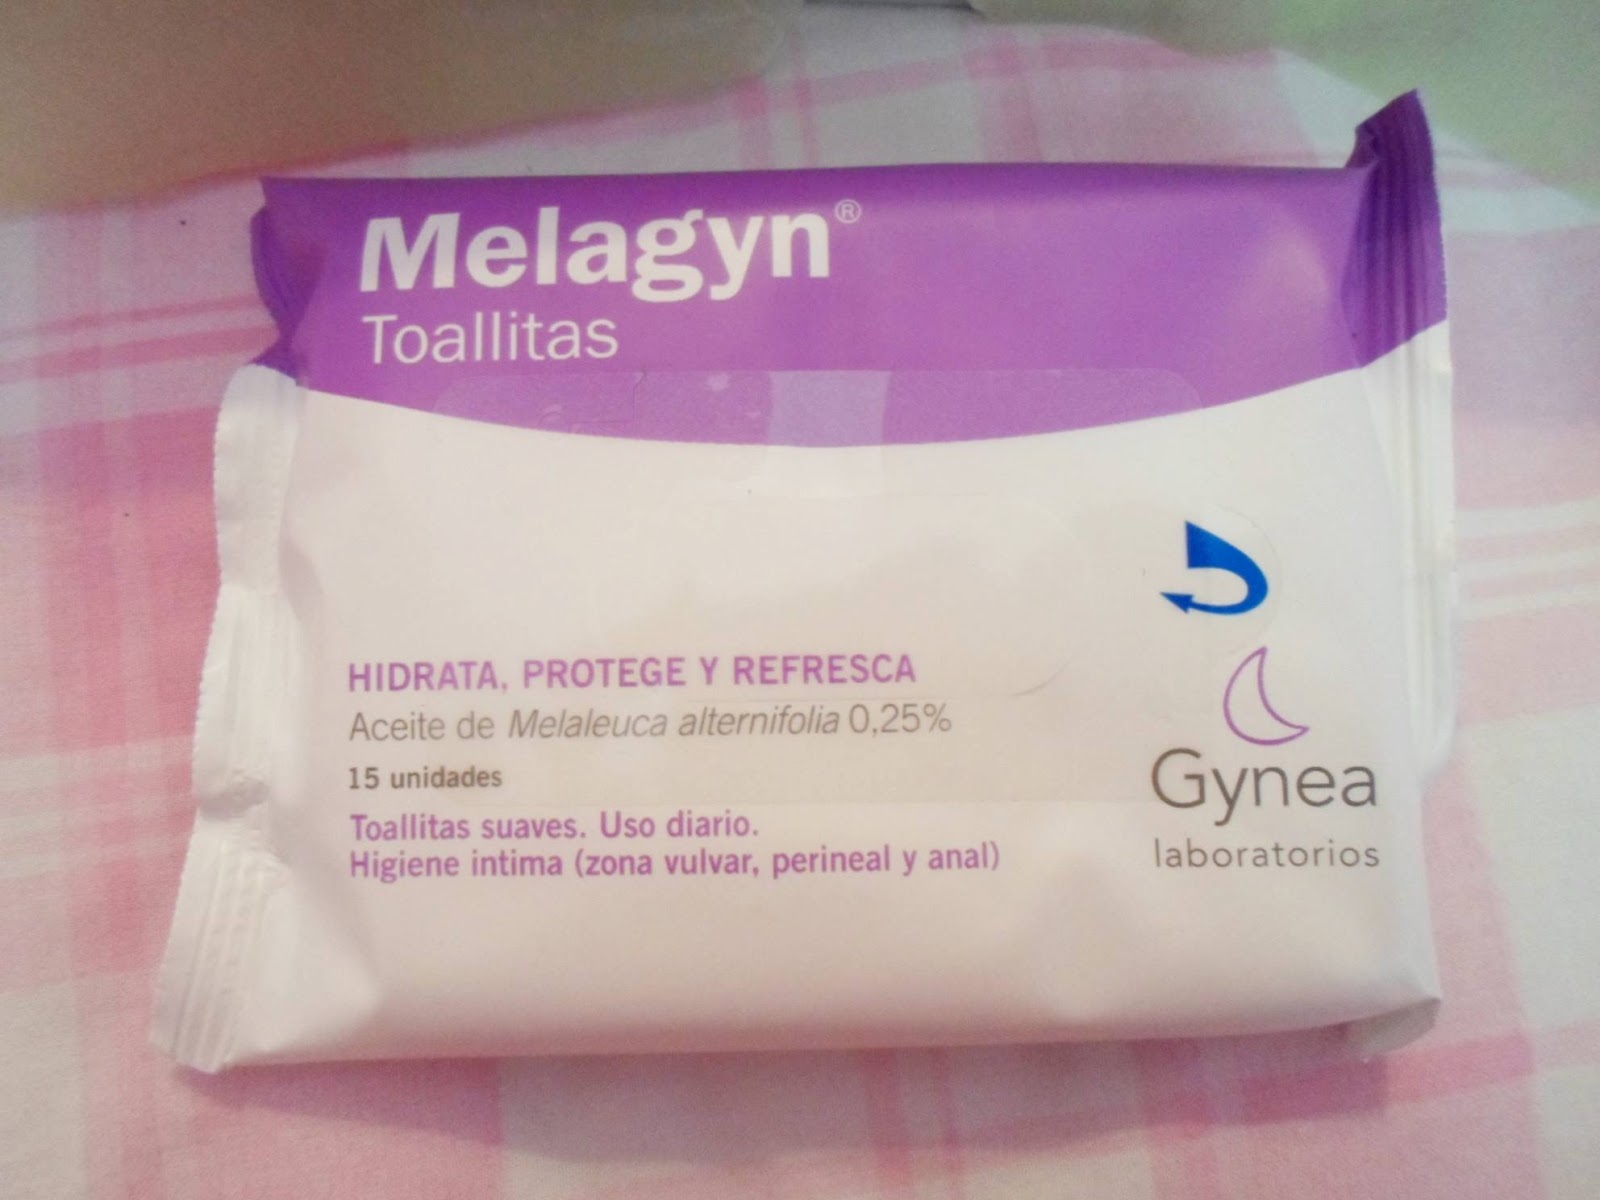 Melagyn®
Toallitas
HIDRATA, PROTEGE Y REFRESCA
Aceite de Melaleuca alternifolia 0,25%
15 unidades
Toallitas suaves. Uso diario.
Higiene intima (zona vulvar, perineal y anal)
Gynea
laboratorios